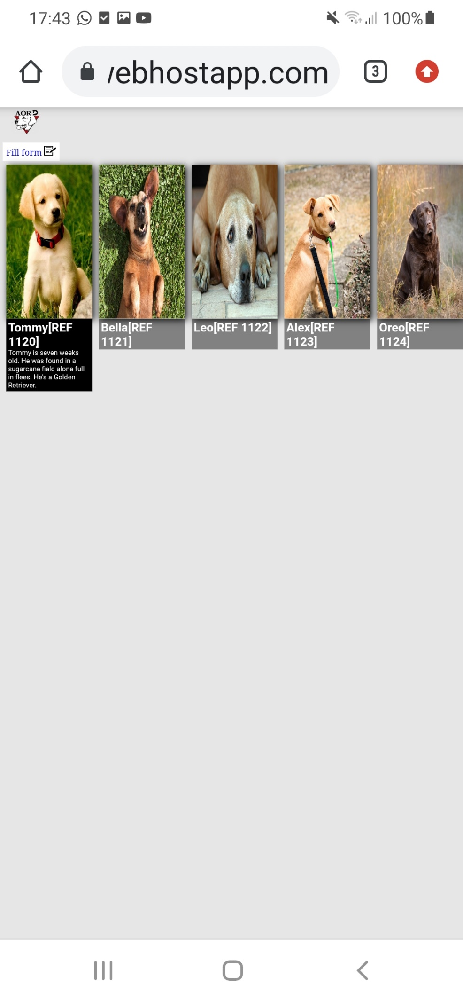 17:43
100%
vebhostapp.com
3
AOR
Fill form
Tommy[REF
1120]
Tommy is seven weeks
old. He was found in a
sugarcane field alone full
in flees. He's a Golden
Retriever.
Bella[REF
1121]
Leo[REF 1122]
Alex[REF
1123]
Oreo[REF
1124]